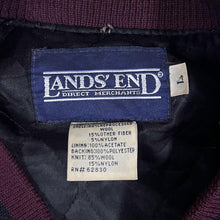 LANDS' END
DIRECT MERCHANTS
L
15% OTHER FIBER
5% NYLON
LINING: 100% ACETATE
BACKING: 100% POLYESTER
KNIT: 85% WOOL
15% NYLON
RN# 62830